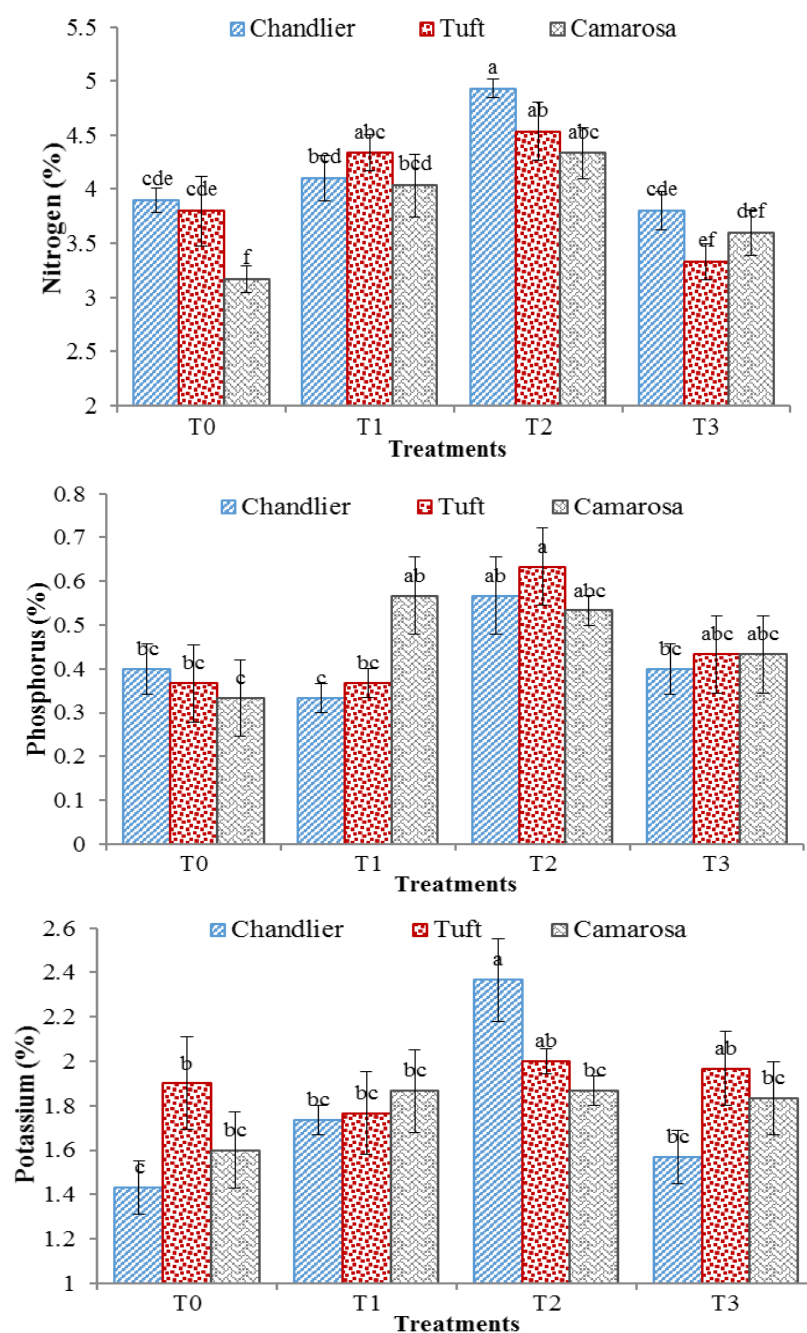 Chandlier Tuft Camarosa
Nitrogen (%)
5.5
5
4.5
4
3.5
3
2.5
2
cde cde f
bcd abc bcd
a ab abc
cde ef def
T0 T1 T2 T3
Treatments
Chandlier Tuft Camarosa
Phosphorus (%)
0.8
0.7
0.6
0.5
0.4
0.3
0.2
0.1
0
bc bc c
c bc ab
ab a abc
bc abc abc
T0 T1 T2 T3
Treatments
Chandlier Tuft Camarosa
Potassium (%)
2.6
2.4
2.2
2
1.8
1.6
1.4
1.2
1
c b bc
bc bc bc
a ab bc
bc ab bc
T0 T1 T2 T3
Treatments